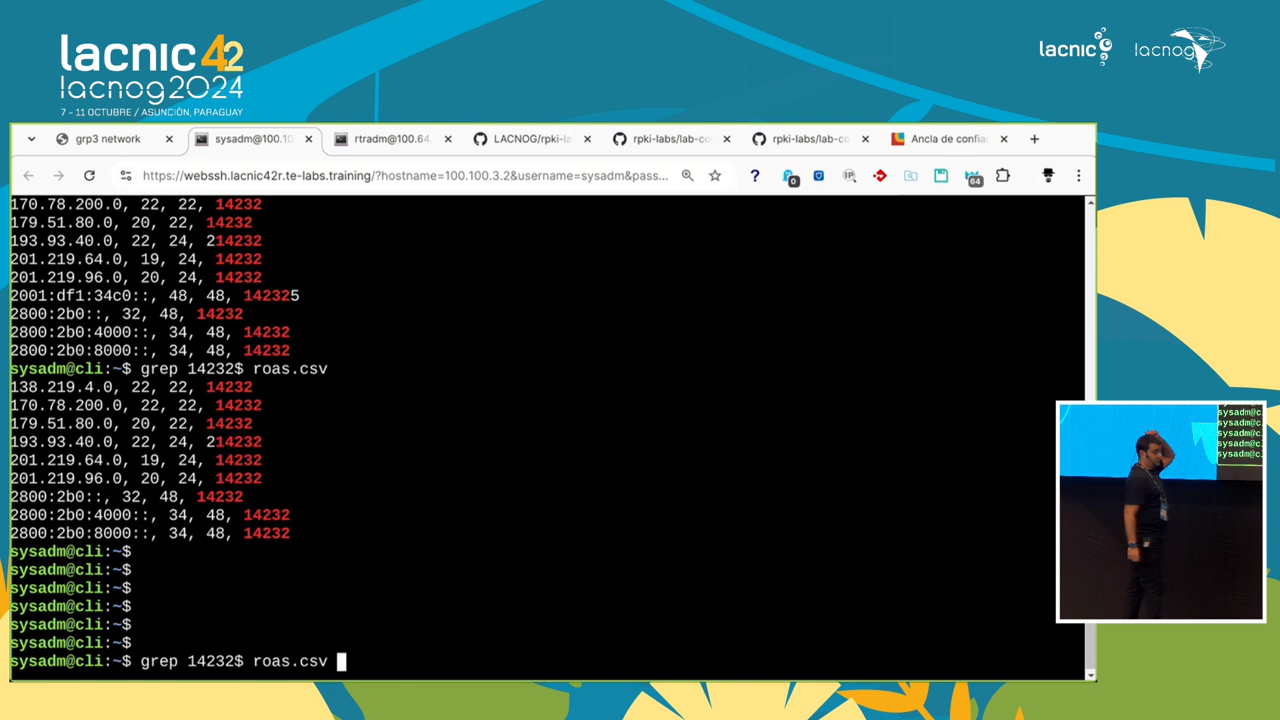 lacnic 42
lacnog2024
7 - 11 OCTUBRE / ASUNCIÓN, PARAGUAY
lacnic
lacnog
grp3 network
sysadm@100.10
rtradm@100.64.
LACNOG/rpki-la
rpki-labs/lab-co
rpki-labs/lab-co
Ancla de confia
https://webssh.lacnic42r.te-labs.training/?hostname=100.100.3.2&username=sysadm&pass...
?
0
IP
64
170.78.200.0, 22, 22, 14232
179.51.80.0, 20, 22, 14232
193.93.40.0, 22, 24, 214232
201.219.64.0, 19, 24, 14232
201.219.96.0, 20, 24, 14232
2001:df1:34c0::, 48, 48, 142325
2800:2b0::, 32, 48, 14232
2800:2b0:4000::, 34, 48, 14232
2800:2b0:8000::, 34, 48, 14232
sysadm@cli:~$ grep 14232$ roas.csv
138.219.4.0, 22, 22, 14232
170.78.200.0, 22, 22, 14232
179.51.80.0, 20, 22, 14232
193.93.40.0, 22, 24, 214232
201.219.64.0, 19, 24, 14232
201.219.96.0, 20, 24, 14232
2800:2b0::, 32, 48, 14232
2800:2b0:4000::, 34, 48, 14232
2800:2b0:8000::, 34, 48, 14232
sysadm@cli:~$
sysadm@cli:~$
sysadm@cli:~$
sysadm@cli:~$
sysadm@cli:~$
sysadm@cli:~$
sysadm@cli:~$ grep 14232$ roas.csv
sysadm@c
sysadm@c
sysadm@c
sysadm@c